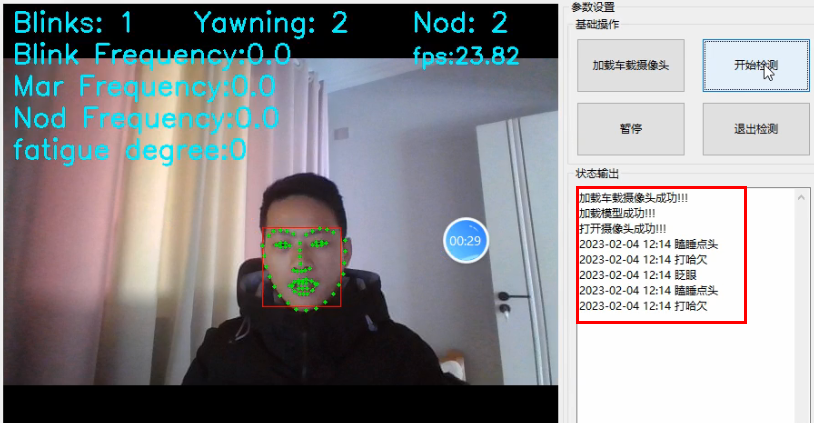 Blinks: 1 Yawning: 2 Nod: 2
Blink Frequency:0.0 fps:23.82
Mar Frequency:0.0
Nod Frequency:0.0
fatigue degree:0
00:29
参数设置
基础操作
加载车载摄像头 开始检测
暂停 退出检测
状态输出
加载车载摄像头成功!!!
加载模型成功!!!
打开摄像头成功!!!
2023-02-04 12:14 瞌睡点头
2023-02-04 12:14 打哈欠
2023-02-04 12:14 眨眼
2023-02-04 12:14 瞌睡点头
2023-02-04 12:14 打哈欠